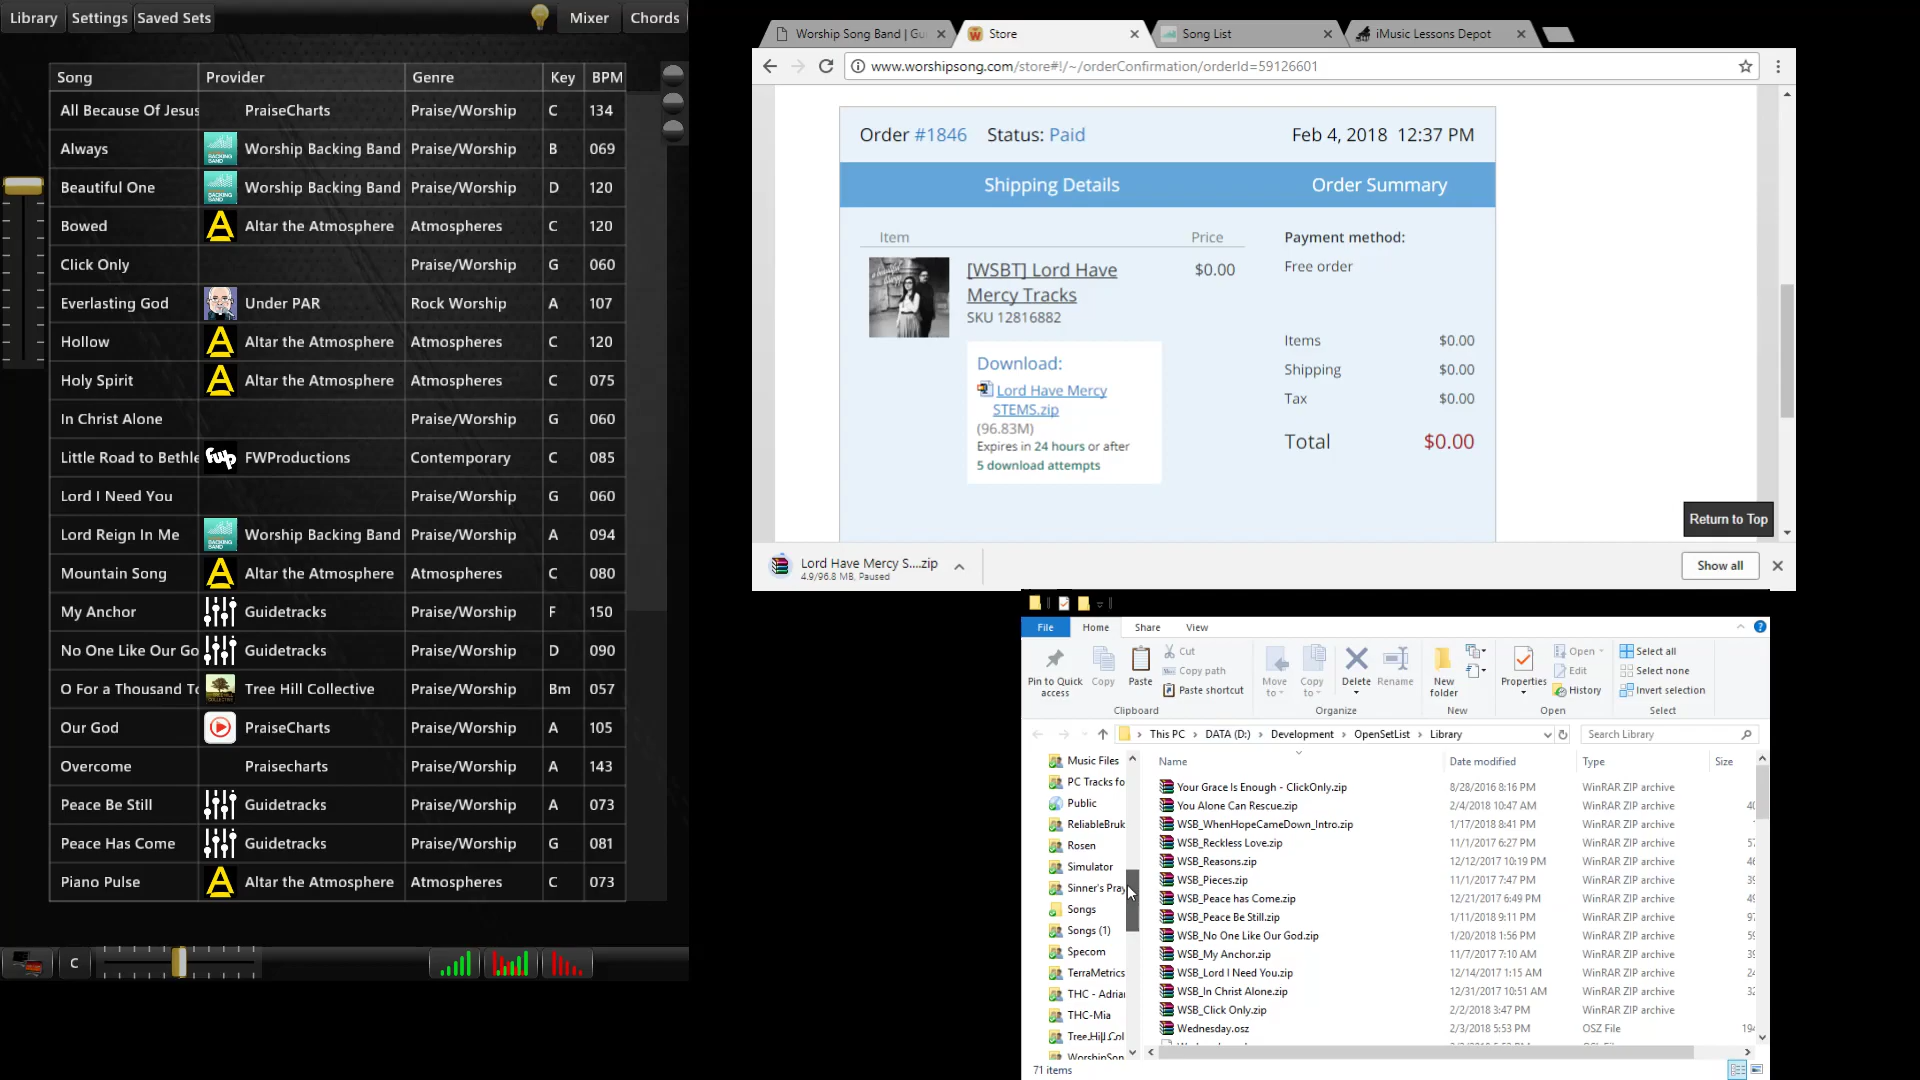 Library Settings Saved Sets Mixer Chords
Song Provider Genre Key BPM
All Because Of Jesus PraiseCharts Praise/Worship C 134
Always Worship Backing Band Praise/Worship B 069
Beautiful One Worship Backing Band Praise/Worship D 120
Bowed Altar the Atmosphere Atmospheres C 120
Click Only Praise/Worship G 060
Everlasting God Under PAR Rock Worship A 107
Hollow Altar the Atmosphere Atmospheres C 120
Holy Spirit Altar the Atmosphere Atmospheres C 075
In Christ Alone Praise/Worship G 060
Little Road to Bethle fwp FWProductions Contemporary C 085
Lord I Need You Praise/Worship G 060
Lord Reign In Me Worship Backing Band Praise/Worship A 094
Mountain Song Altar the Atmosphere Atmospheres C 080
My Anchor Guidetracks Praise/Worship F 150
No One Like Our Go Guidetracks Praise/Worship D 090
O For a Thousand To Tree Hill Collective Praise/Worship Bm 057
Our God PraiseCharts Praise/Worship A 105
Overcome Praisecharts Praise/Worship A 143
Peace Be Still Guidetracks Praise/Worship A 073
Peace Has Come Guidetracks Praise/Worship G 081
Piano Pulse Altar the Atmosphere Atmospheres C 073
C
Worship Song Band | Gu Store Song List iMusic Lessons Depot
www.worshipsong.com/store#!/~/orderConfirmation/orderId=59126601
Order #1846 Status: Paid Feb 4, 2018 12:37 PM
Shipping Details Order Summary
Item Price Payment method:
[WSBT] Lord Have $0.00 Free order
Mercy Tracks
SKU 12816882
Items $0.00
Download:
Shipping $0.00
Lord Have Mercy
STEMS.zip
Tax $0.00
(96.83M)
Expires in 24 hours or after
5 download attempts
Total $0.00
Return to Top
Lord Have Mercy S....zip
4.9/96.8 MB, Paused
Show all
File Home Share View
Pin to Quick access Copy Paste Cut Copy path Paste shortcut
Move to Copy to Delete Rename New folder Properties Open Edit History
Select all Select none Invert selection
Clipboard Organize New Open Select
This PC DATA (D:) Development OpenSetList Library Search Library
Name Date modified Type Size
Music Files
PC Tracks fo
Public
ReliableBruk
Rosen
Simulator
Sinner's Pray
Songs
Songs (1)
Specom
TerraMetrics
THC - Adrian
THC-Mia
Tree.Hill.Col
WorshipSon
Your Grace Is Enough - ClickOnly.zip 8/28/2016 8:16 PM WinRAR ZIP archive
You Alone Can Rescue.zip 2/4/2018 10:47 AM WinRAR ZIP archive 40
WSB_WhenHopeCameDown_Intro.zip 1/17/2018 8:41 PM WinRAR ZIP archive
WSB_Reckless Love.zip 11/1/2017 6:27 PM WinRAR ZIP archive 57
WSB_Reasons.zip 12/12/2017 10:19 PM WinRAR ZIP archive 46
WSB_Pieces.zip 11/1/2017 7:47 PM WinRAR ZIP archive 39
WSB_Peace has Come.zip 12/21/2017 6:49 PM WinRAR ZIP archive 49
WSB_Peace Be Still.zip 1/11/2018 9:11 PM WinRAR ZIP archive 97
WSB_No One Like Our God.zip 1/20/2018 1:56 PM WinRAR ZIP archive 59
WSB_My Anchor.zip 11/7/2017 7:10 AM WinRAR ZIP archive 39
WSB_Lord I Need You.zip 12/14/2017 1:15 AM WinRAR ZIP archive 24
WSB_In Christ Alone.zip 12/31/2017 10:51 AM WinRAR ZIP archive 32
WSB_Click Only.zip 2/2/2018 3:47 PM WinRAR ZIP archive
Wednesday.osz 2/3/2018 5:53 PM OSZ File 194
71 items